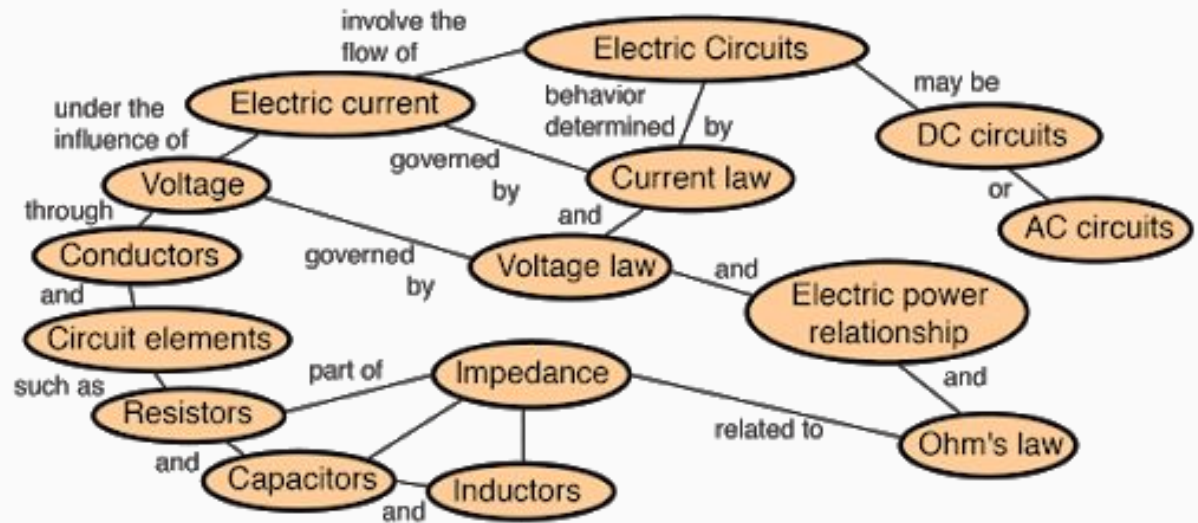 involve the
flow of
Electric Circuits
may be
under the
influence of
Electric current
behavior
determined by
DC circuits
governed
by
Voltage
Current law
or
through
and
AC circuits
Conductors
governed
by
Voltage law
and
and
Electric power
relationship
Circuit elements
such as
part of
Impedance
and
Resistors
related to
Ohm's law
and
Capacitors
and
Inductors